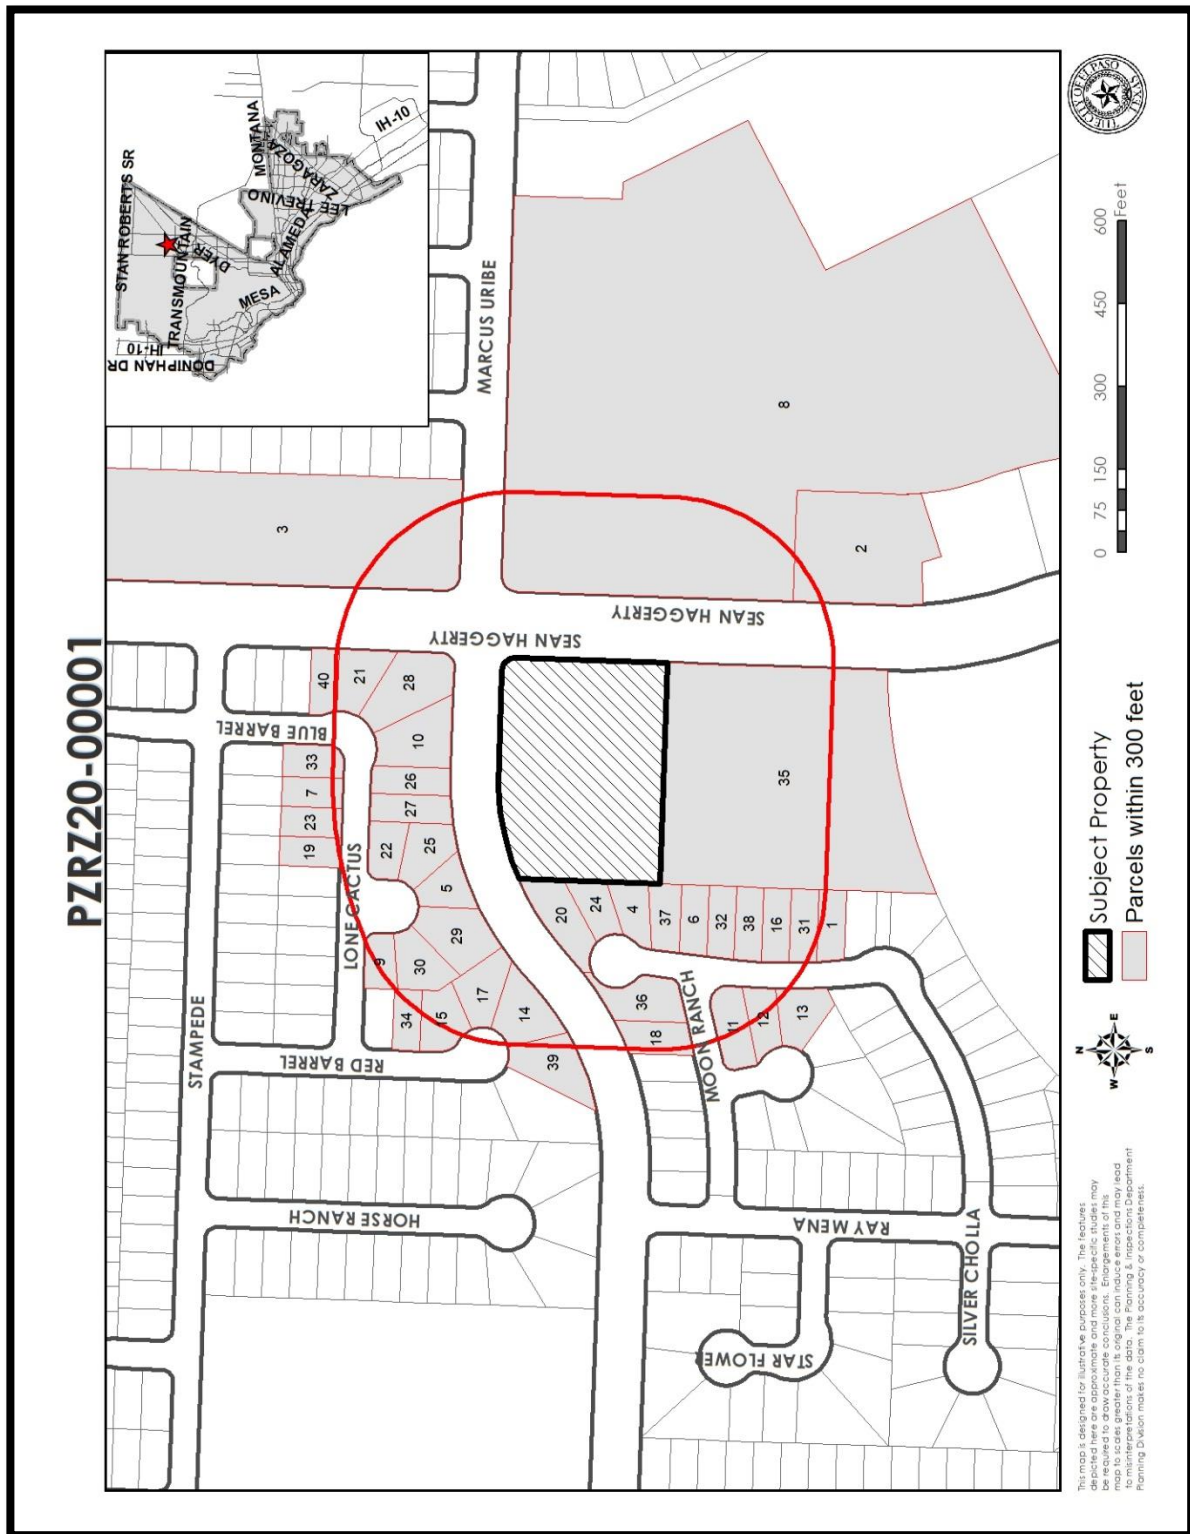 PZRZ20-00001
STAN ROBERTS SR
TRANSMOUNTAIN
DYER
IH-10
DONIPHAN DR
MESA
ALAMEDA
MONTANA
LEE TREVINO
ZARAGOZA
IH-10
STAMPEDE
BLUE BARREL
LONE CACTUS
RED BARREL
HORSE RANCH
MARCUS URIBE
SEAN HAGGERTY
SEAN HAGGERTY
MOON RANCH
RAY MENA
STAR FLOWER
SILVER CHOLLA
3
8
2
40
21
28
33
7
23
19
10
26
27
22
25
5
29
9
30
34
15
17
14
39
20
24
4
37
6
32
38
16
31
1
35
36
18
11
12
13
This map is designed for illustrative purposes only. The features
depicted here are approximate and more site-specific studies may
be required to draw accurate conclusions. Enlargements of this
map to scales greater than its original can induce errors and may lead
to misinterpretations of the data. The Planning & Inspections Department
Planning Division makes no claim to its accuracy or completeness.
N
W
E
S
Subject Property
Parcels within 300 feet
0 75 150 300 450 600
Feet
THE CITY OF EL PASO
TEXAS